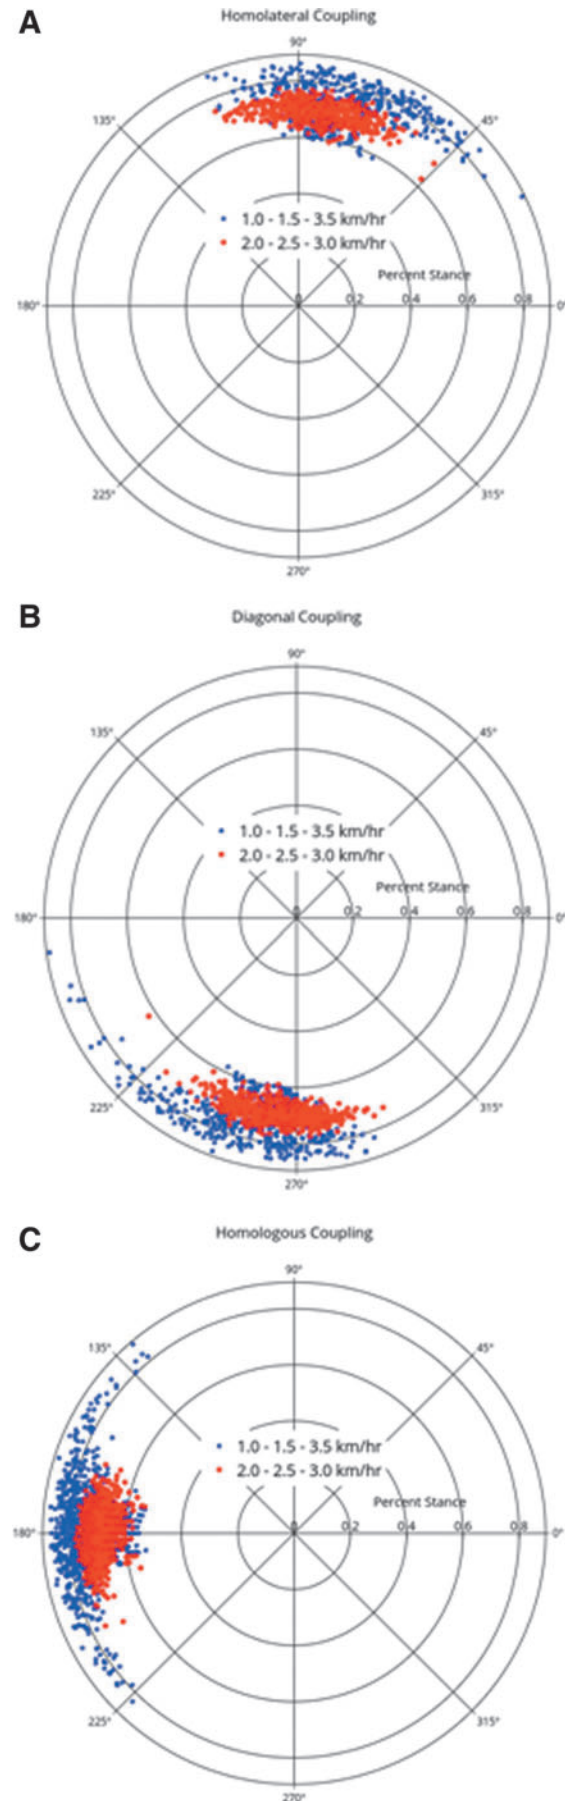 A
Homolateral Coupling
90°
135°
45°
1.0 - 1.5 - 3.5 km/hr
2.0 - 2.5 - 3.0 km/hr
Percent Stance
180°
0
0.2
0.4
0.6
0.8
0°
225°
315°
270°
B
Diagonal Coupling
90°
135°
45°
1.0 - 1.5 - 3.5 km/hr
2.0 - 2.5 - 3.0 km/hr
Percent Stance
180°
0
0.2
0.4
0.6
0.8
0°
225°
315°
270°
C
Homologous Coupling
90°
135°
45°
1.0 - 1.5 - 3.5 km/hr
2.0 - 2.5 - 3.0 km/hr
Percent Stance
180°
0
0.2
0.4
0.6
0.8
0°
225°
315°
270°